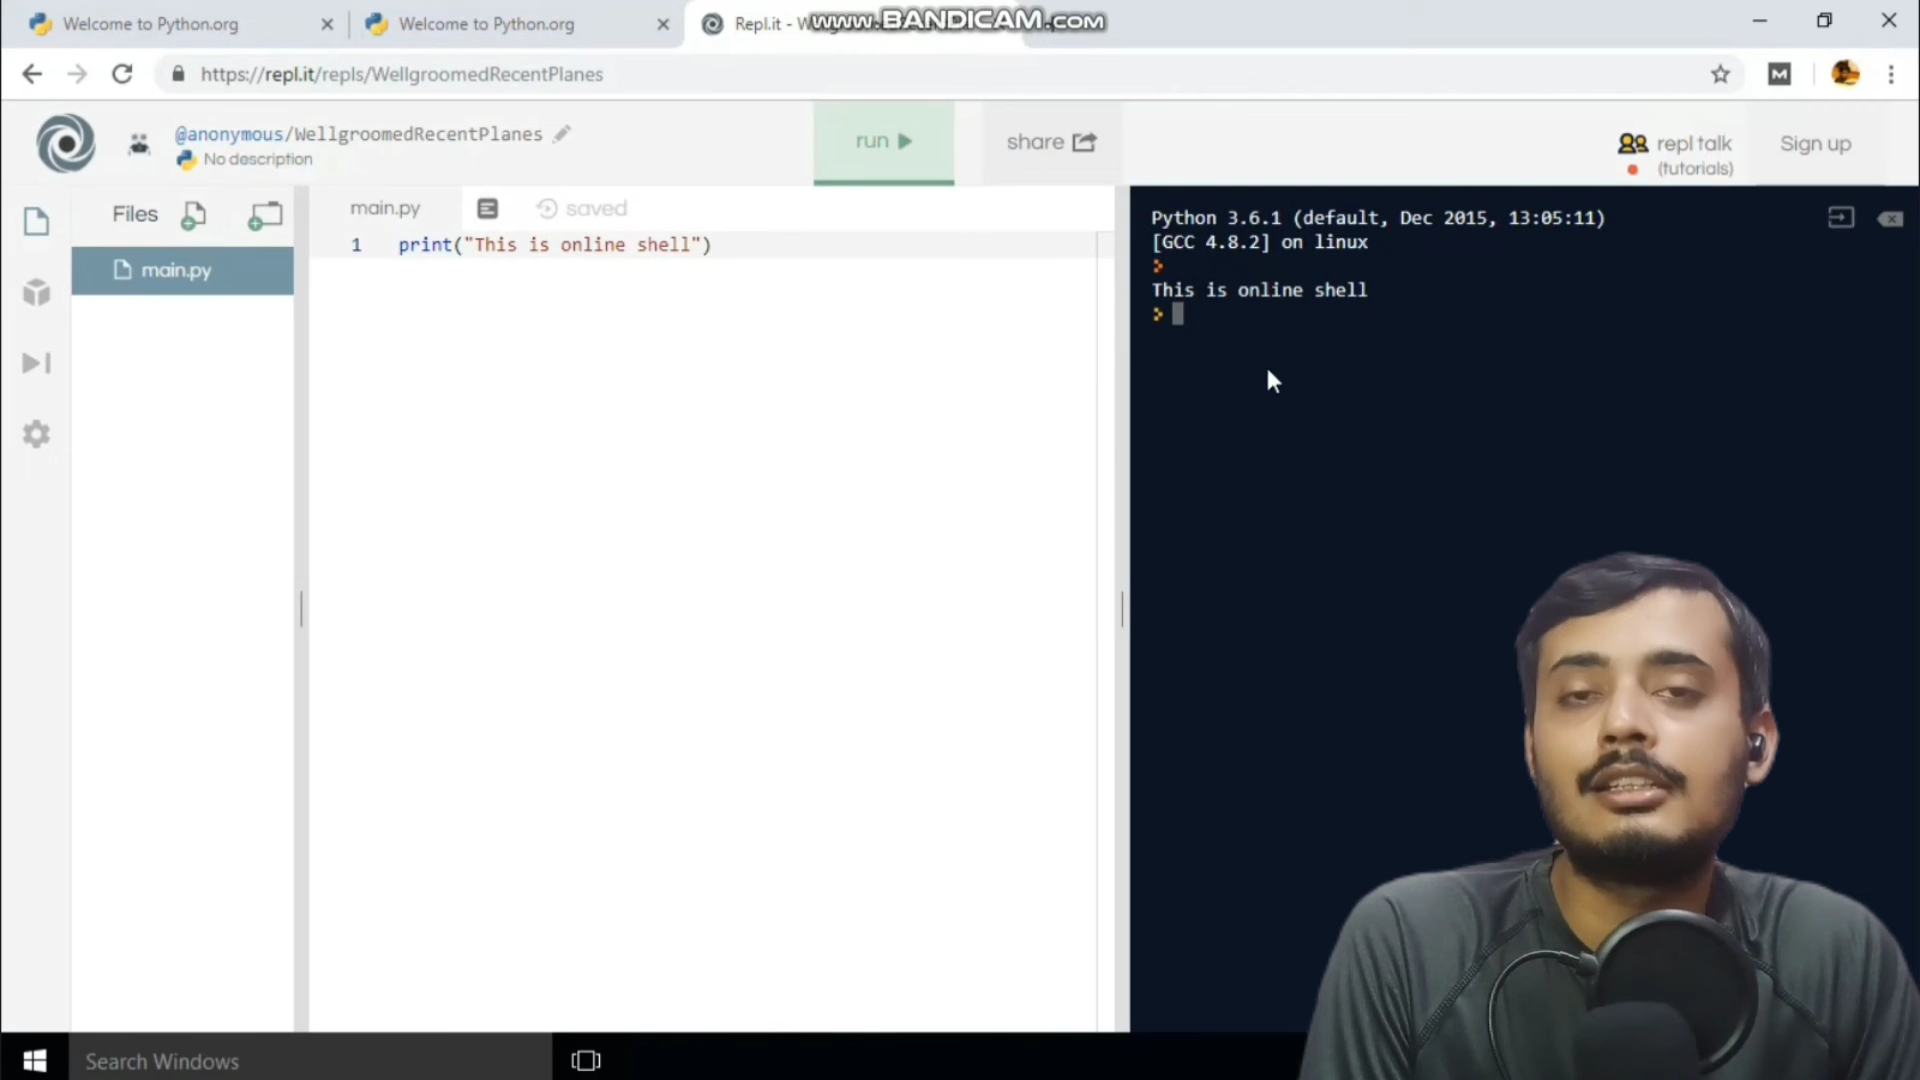 Welcome to Python.org
Welcome to Python.org
Repl.it - W
www.BANDICAM.com
https://repl.it/repls/WellgroomedRecentPlanes
@anonymous/WellgroomedRecentPlanes
No description
run
share
repl talk
(tutorials)
Sign up
Files
main.py
main.py
saved
1 print("This is online shell")
Python 3.6.1 (default, Dec 2015, 13:05:11)
[GCC 4.8.2] on linux
This is online shell
Search Windows